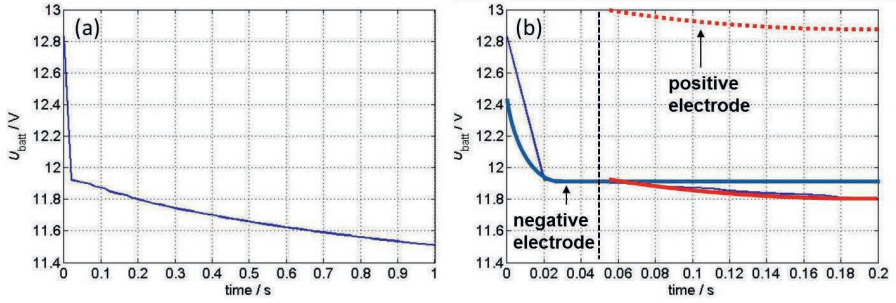 (a)
13
12.8
12.6
12.4
12.2
12
11.8
11.6
11.4
U_batt / V
0 0.1 0.2 0.3 0.4 0.5 0.6 0.7 0.8 0.9 1
time / s
(b)
13
12.8
12.6
12.4
12.2
12
11.8
11.6
11.4
U_batt / V
positive
electrode
negative
electrode
0 0.02 0.04 0.06 0.08 0.10 0.12 0.14 0.16 0.18 0.2
time / s